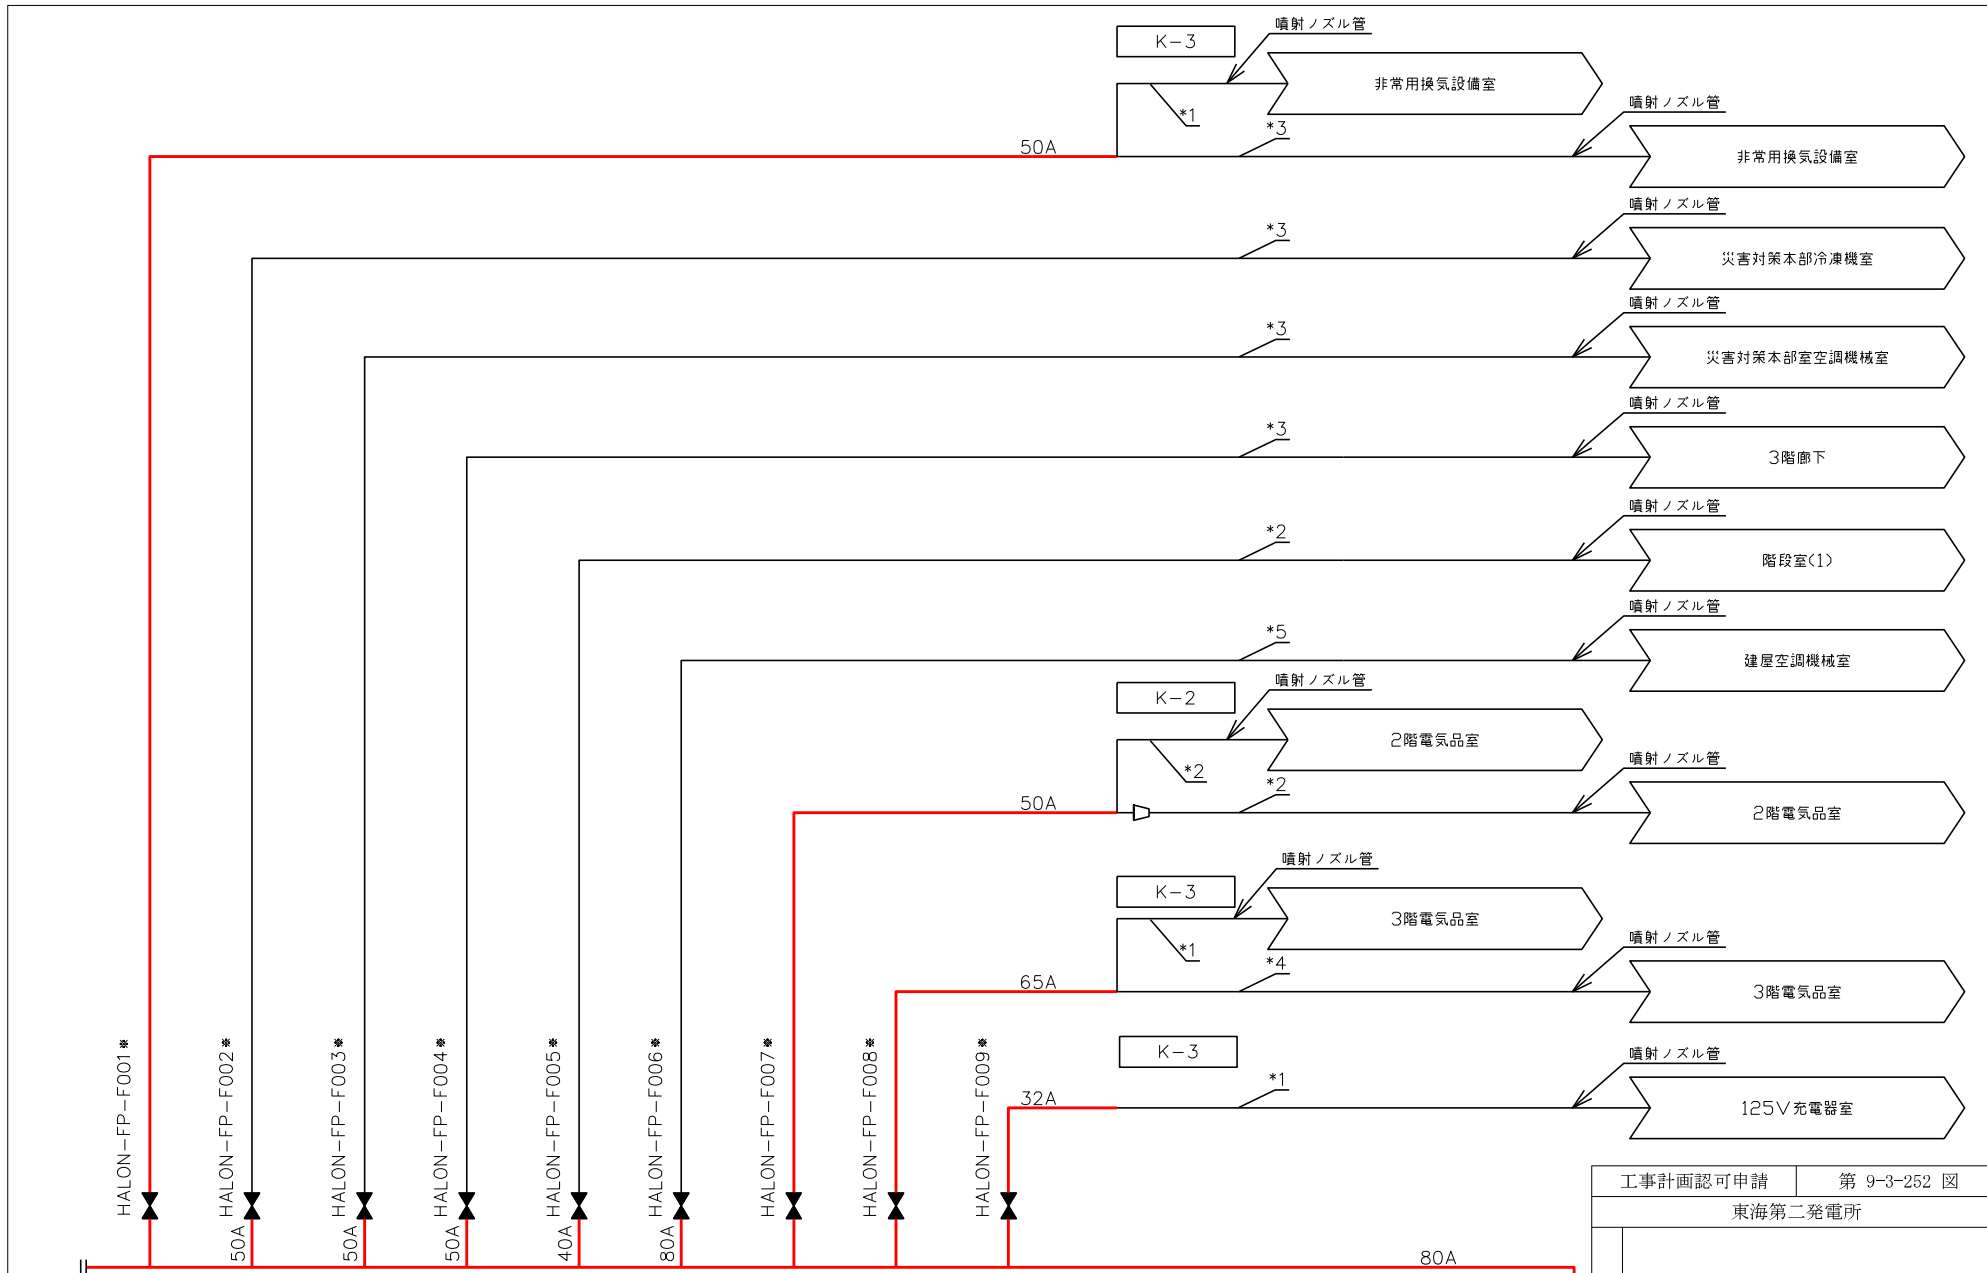 K-3
噴射ノズル管
非常用換気設備室
*1
噴射ノズル管
50A
*3
非常用換気設備室
噴射ノズル管
*3
災害対策本部冷凍機室
噴射ノズル管
*3
災害対策本部室空調機械室
噴射ノズル管
*3
3階廊下
噴射ノズル管
*2
階段室(1)
噴射ノズル管
*5
建屋空調機械室
K-2
噴射ノズル管
2階電気品室
*2
噴射ノズル管
50A
*2
2階電気品室
K-3
噴射ノズル管
3階電気品室
*1
噴射ノズル管
65A
*4
3階電気品室
K-3
噴射ノズル管
32A
*1
125V充電器室
HALON-FP-F001※
HALON-FP-F002※
HALON-FP-F003※
HALON-FP-F004※
HALON-FP-F005※
HALON-FP-F006※
HALON-FP-F007※
HALON-FP-F008※
HALON-FP-F009※
50A
50A
50A
40A
80A
80A
工事計画認可申請 第 9-3-252 図
東海第二発電所